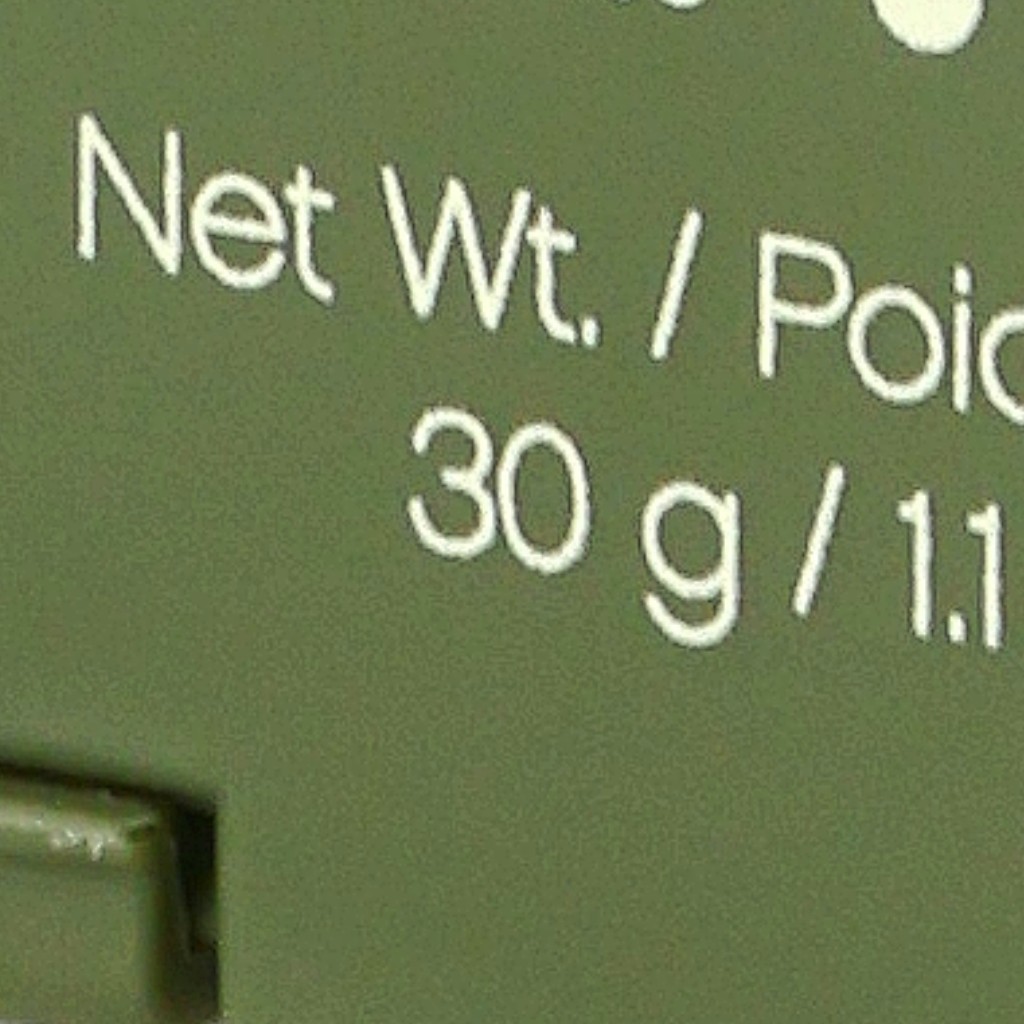 Net Wt. / Poid
30 g / 1.1